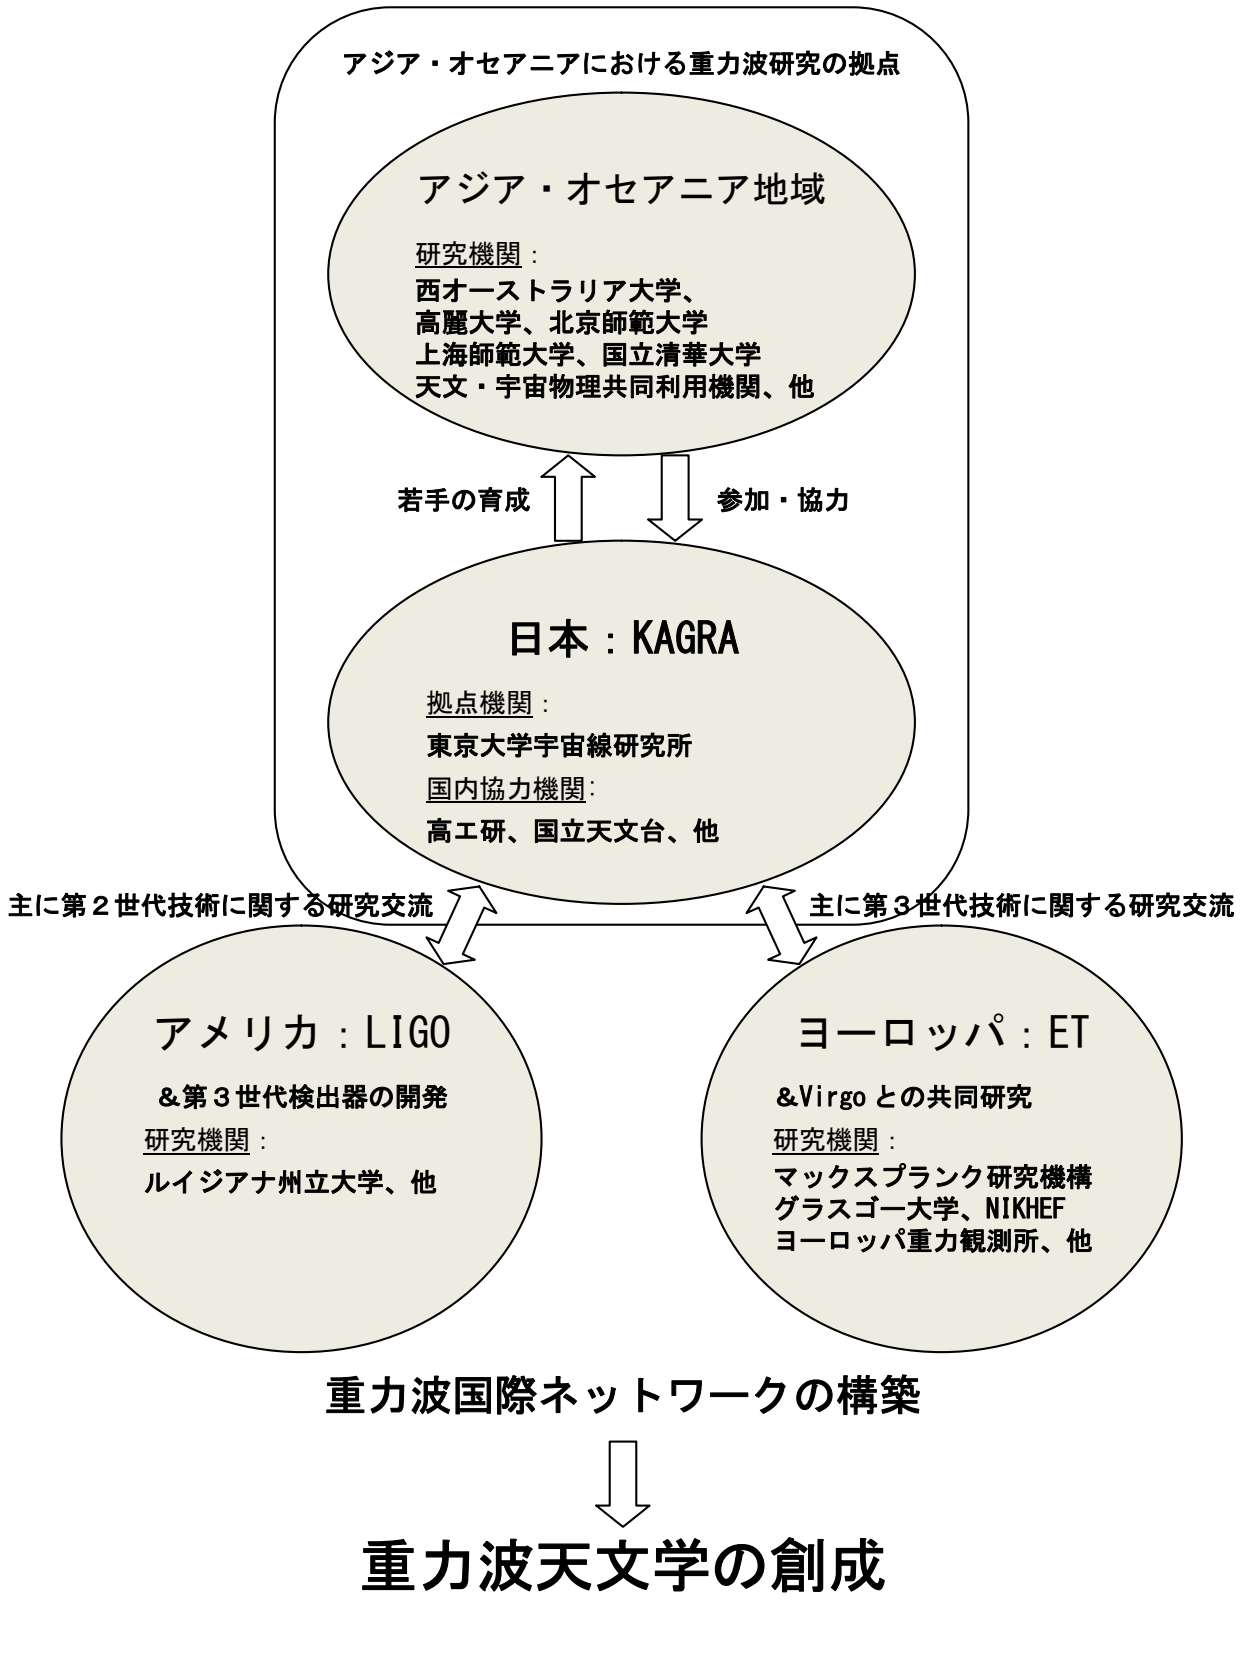 アジア・オセアニアにおける重力波研究の拠点
アジア・オセアニア地域
研究機関：
西オーストラリア大学、
高麗大学、北京師範大学
上海師範大学、国立清華大学
天文・宇宙物理共同利用機関、他
若手の育成
参加・協力
日本：KAGRA
拠点機関：
東京大学宇宙線研究所
国内協力機関：
高エ研、国立天文台、他
主に第２世代技術に関する研究交流
主に第３世代技術に関する研究交流
アメリカ：LIGO
＆第３世代検出器の開発
研究機関：
ルイジアナ州立大学、他
ヨーロッパ：ET
&Virgo との共同研究
研究機関：
マックスプランク研究機構
グラスゴー大学、NIKHEF
ヨーロッパ重力観測所、他
重力波国際ネットワークの構築
重力波天文学の創成